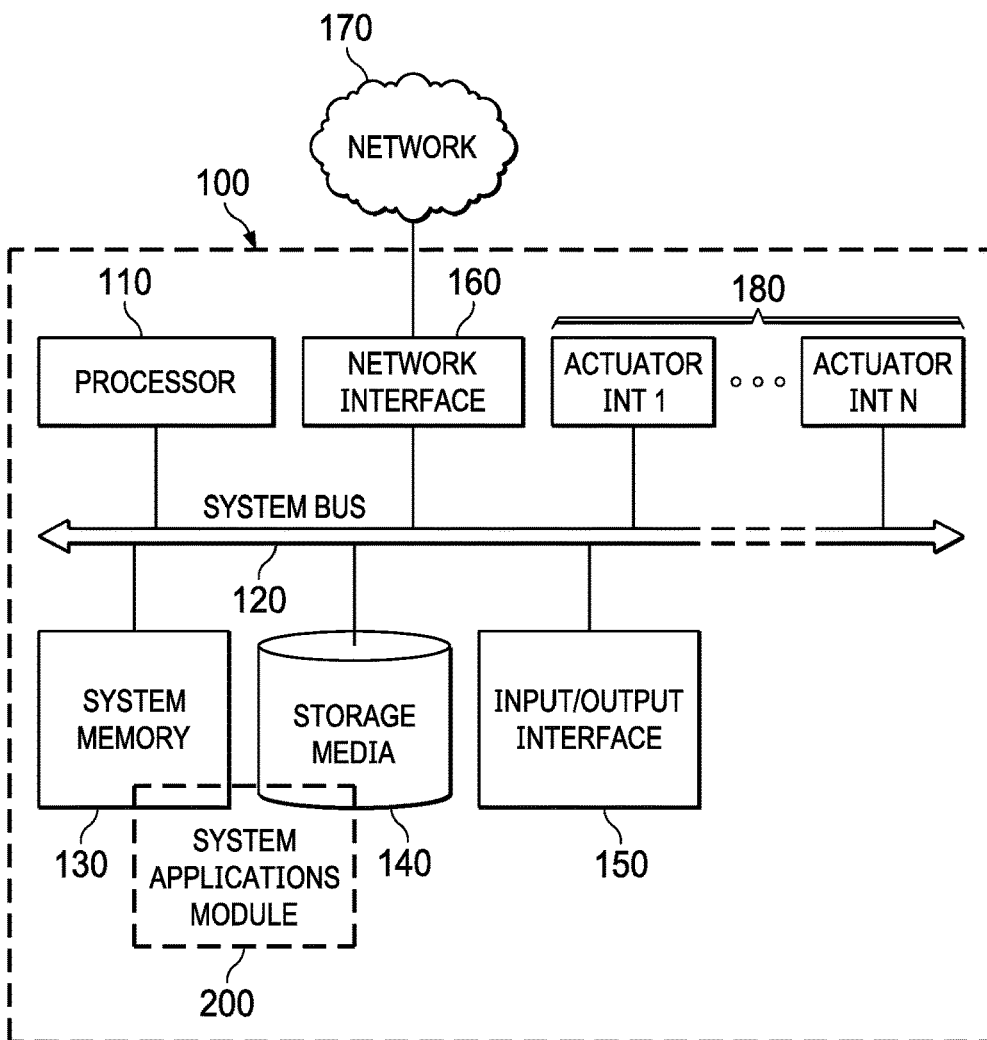 170
NETWORK
100
110
160
180
PROCESSOR
NETWORK
INTERFACE
ACTUATOR
INT 1
ACTUATOR
INT N
SYSTEM BUS
120
SYSTEM
MEMORY
STORAGE
MEDIA
INPUT/OUTPUT
INTERFACE
130
SYSTEM
APPLICATIONS
MODULE
140
150
200